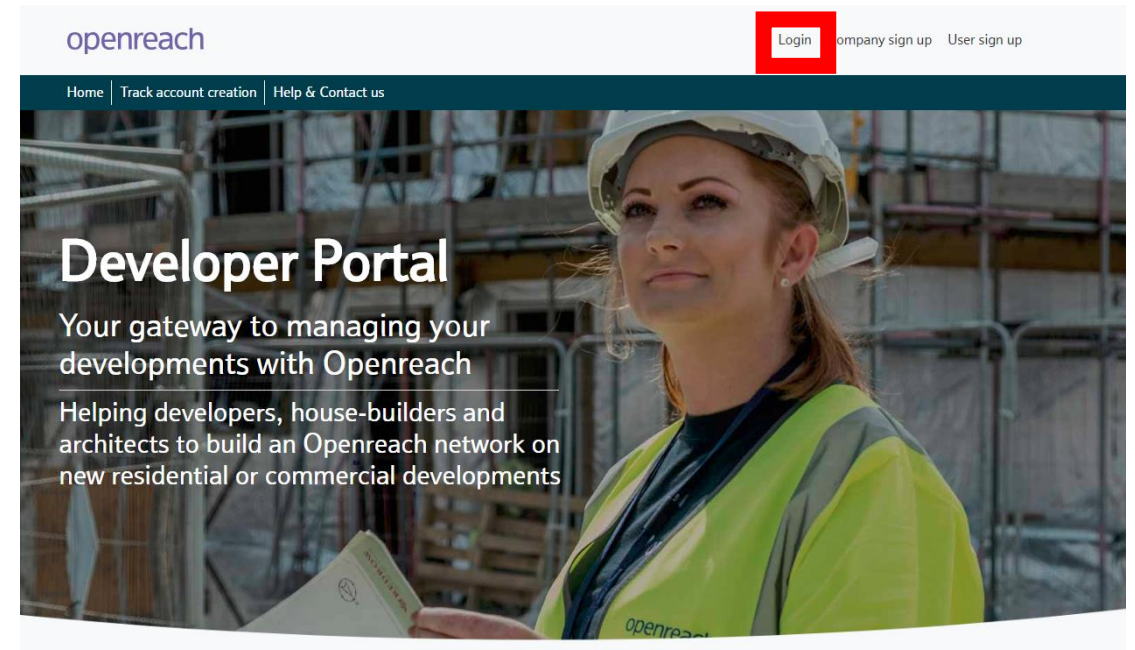 openreach
Login ompany sign up User sign up
Home Track account creation Help & Contact us
Developer Portal
Your gateway to managing your
developments with Openreach
Helping developers, house-builders and
architects to build an Openreach network on
new residential or commercial developments
openreach